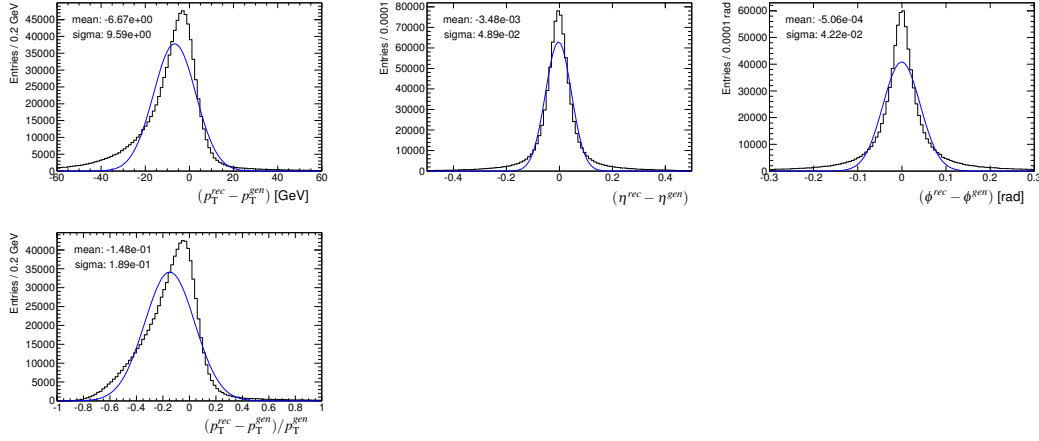 Entries / 0.2 GeV
mean: -6.67e+00
sigma: 9.59e+00
50000
45000
40000
35000
30000
25000
20000
15000
10000
5000
0
-60 -40 -20 0 20 40 60
(p_T^rec − p_T^gen) [GeV]
Entries / 0.0001
mean: -3.48e-03
sigma: 4.89e-02
80000
70000
60000
50000
40000
30000
20000
10000
0
-0.4 -0.2 0 0.2 0.4
(η^rec − η^gen)
Entries / 0.0001 rad
mean: -5.06e-04
sigma: 4.22e-02
60000
50000
40000
30000
20000
10000
0
-0.3 -0.2 -0.1 0 0.1 0.2 0.3
(ϕ^rec − ϕ^gen) [rad]
Entries / 0.2 GeV
mean: -1.48e-01
sigma: 1.89e-01
40000
35000
30000
25000
20000
15000
10000
5000
0
-1 -0.8 -0.6 -0.4 -0.2 0 0.2 0.4 0.6 0.8 1
(p_T^rec − p_T^gen)/p_T^gen